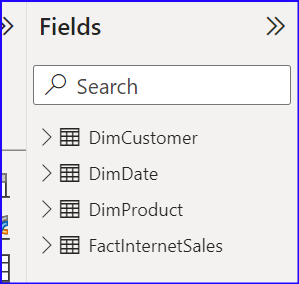 Fields
Search
DimCustomer
DimDate
DimProduct
FactInternetSales